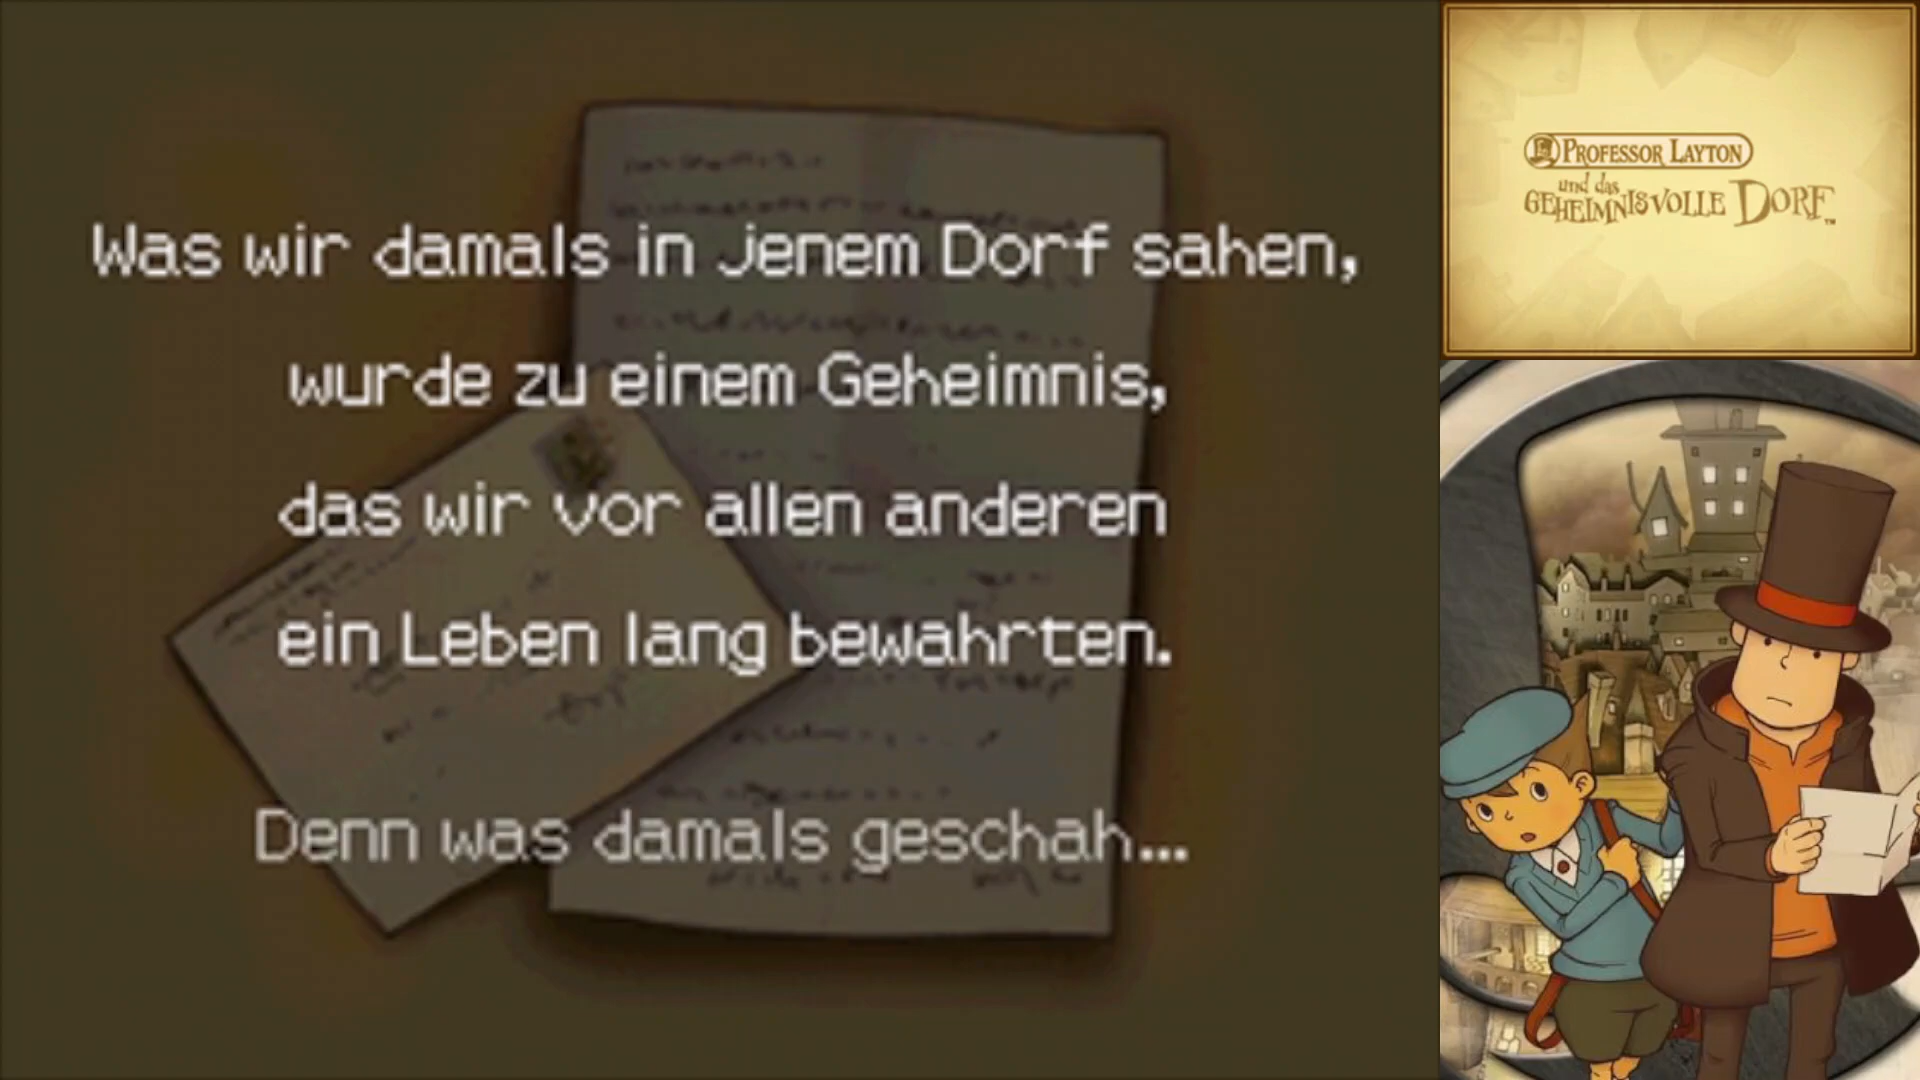 Was wir damals in jenem Dorf sahen,
wurde zu einem Geheimnis,
das wir vor allen anderen
ein Leben lang bewahrten.
Denn was damals geschah...
PROFESSOR LAYTON
und das
GEHEIMNISVOLLE DORF™